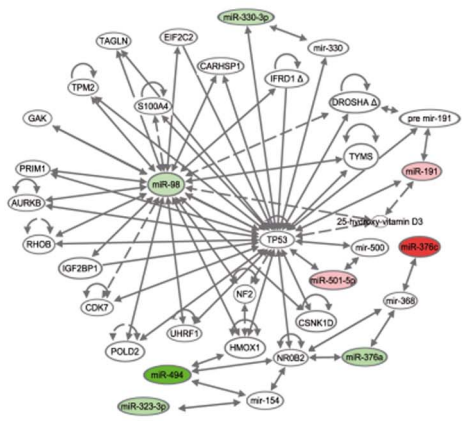 miR-330-3p
EIF2C2
TAGLN
mir-330
CARHSP1
IFRD1 Δ
TPM2
S100A4
DROSHA Δ
GAK
pre mir-191
TYMS
PRIM1
miR-191
miR-98
AURKB
25-hydroxy-vitamin D3
RHOB
TP53
mir-500
miR-376c
IGF2BP1
miR-501-5p
NF2
mir-368
CDK7
CSNK1D
UHRF1
POLD2
HMOX1
NR0B2
miR-376a
miR-494
mir-154
miR-323-3p